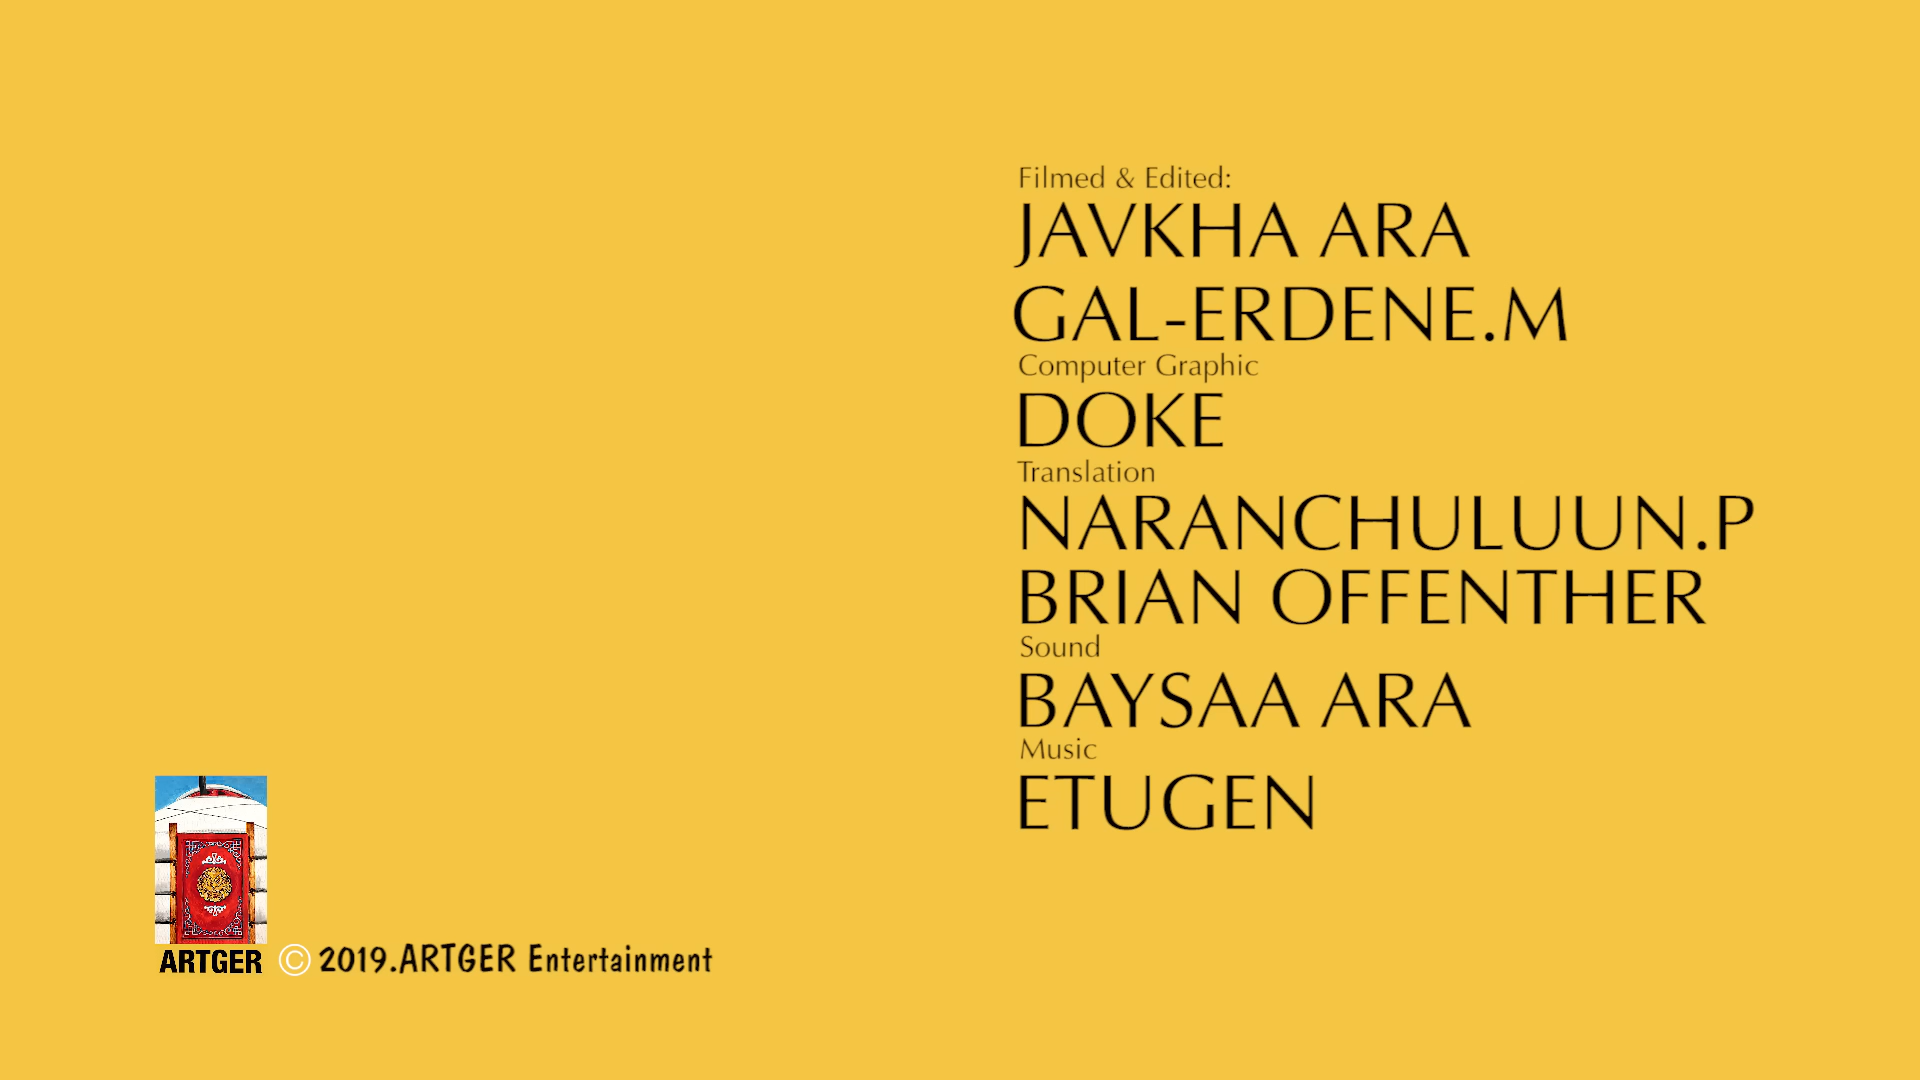 Filmed & Edited:
JAVKHA ARA
GAL-ERDENE.M
Computer Graphic
DOKE
Translation
NARANCHULUUN.P
BRIAN OFFENTHER
Sound
BAYSAA ARA
Music
ETUGEN
ARTGER © 2019.ARTGER Entertainment